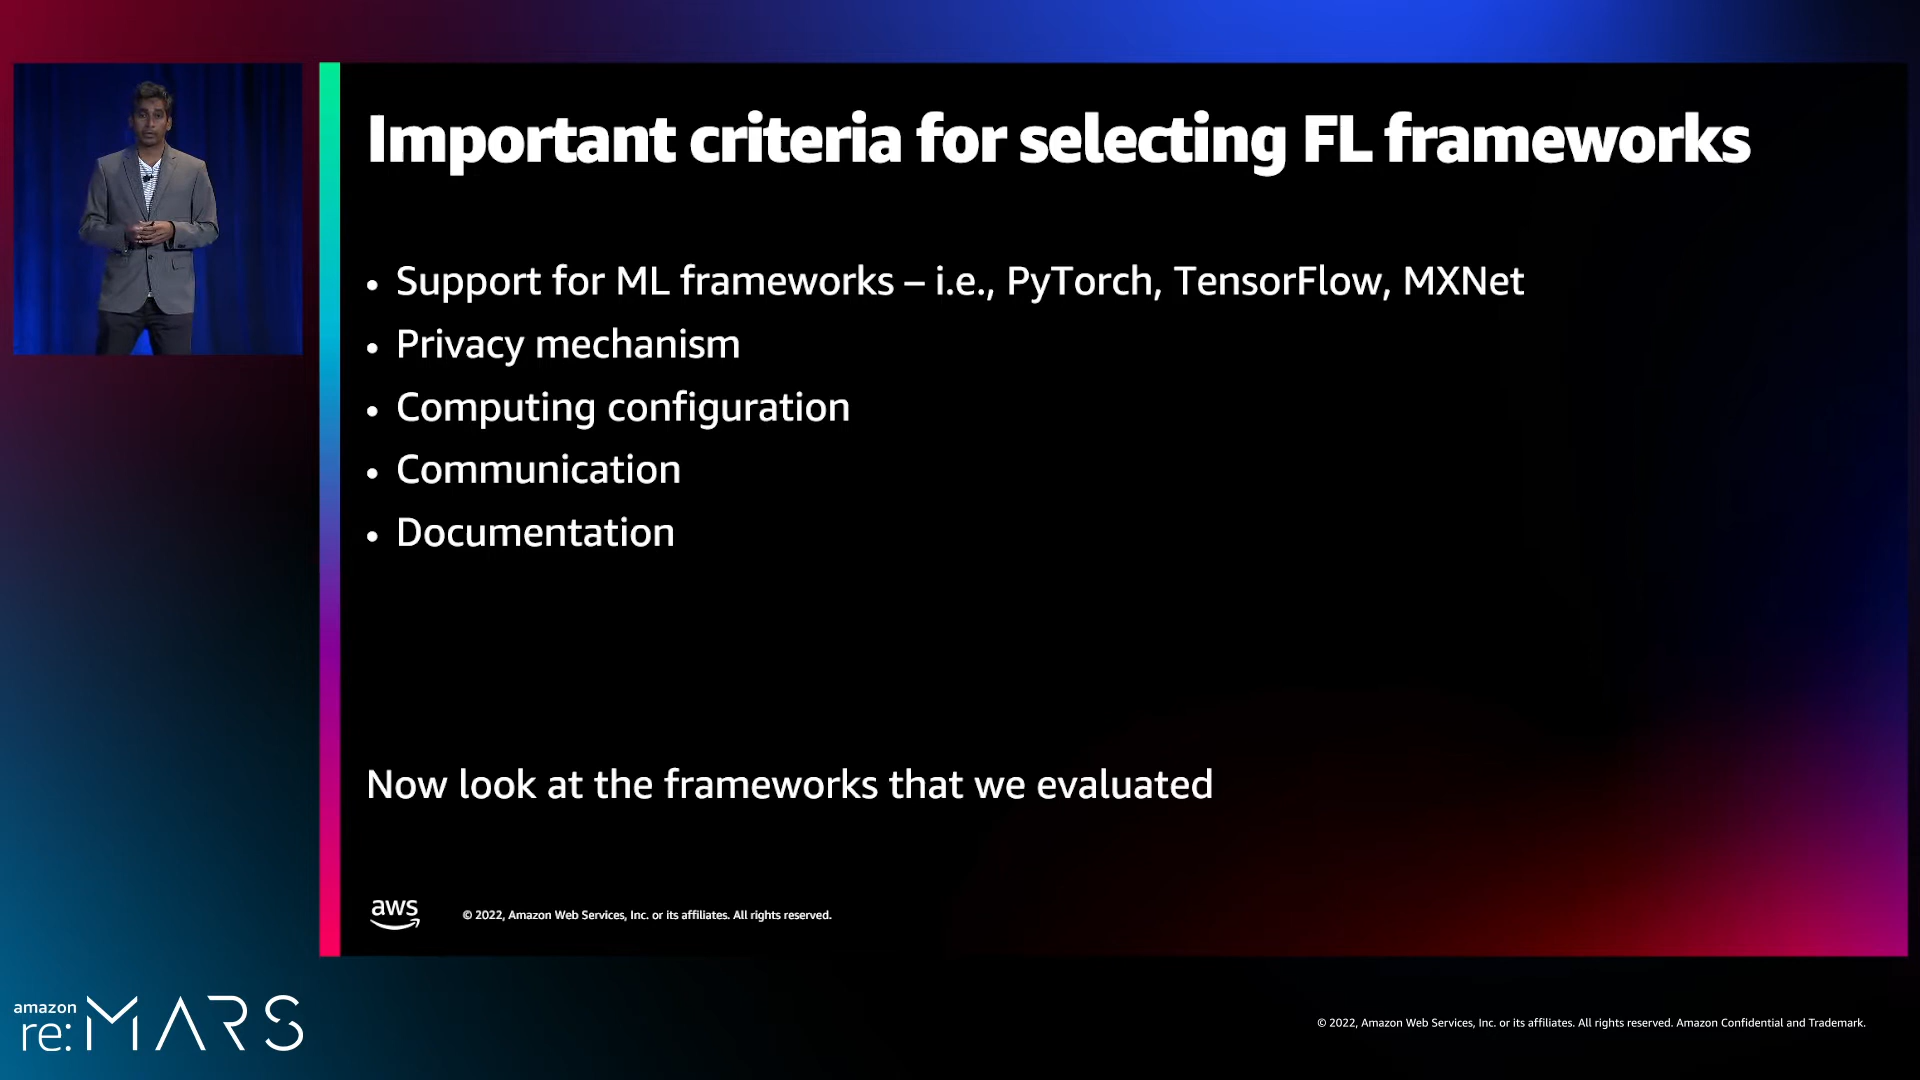 Important criteria for selecting FL frameworks
• Support for ML frameworks – i.e., PyTorch, TensorFlow, MXNet
• Privacy mechanism
• Computing configuration
• Communication
• Documentation
Now look at the frameworks that we evaluated
aws
© 2022, Amazon Web Services, Inc. or its affiliates. All rights reserved.
amazon
re:MARS
© 2022, Amazon Web Services, Inc. or its affiliates. All rights reserved. Amazon Confidential and Trademark.